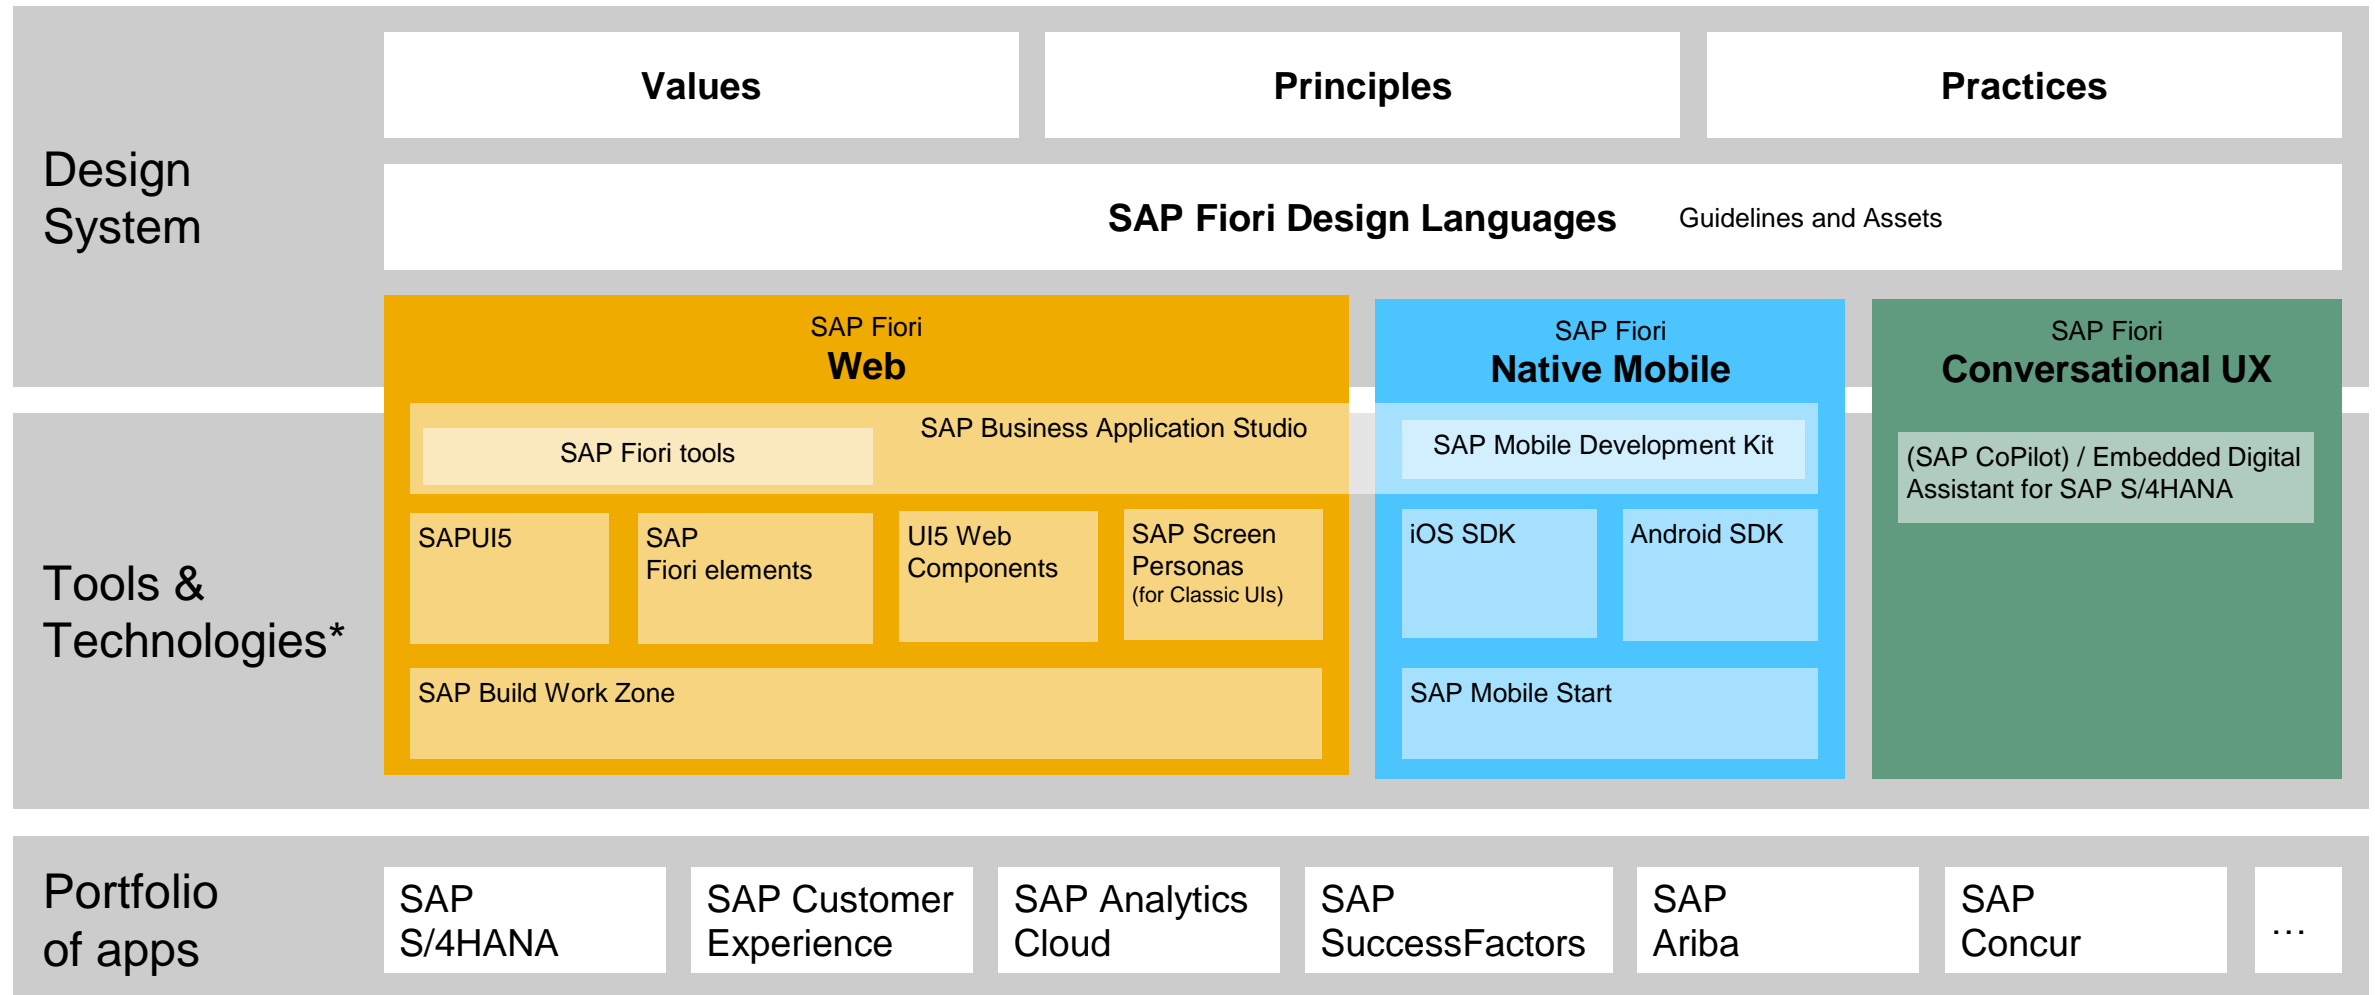 Design
System
Values
Principles
Practices
SAP Fiori Design Languages
Guidelines and Assets
SAP Fiori
Web
SAP Fiori
Native Mobile
SAP Fiori
Conversational UX
Tools &
Technologies*
SAP Fiori tools
SAP Business Application Studio
SAP Mobile Development Kit
(SAP CoPilot) / Embedded Digital
Assistant for SAP S/4HANA
SAPUI5
SAP
Fiori elements
UI5 Web
Components
SAP Screen
Personas
(for Classic UIs)
iOS SDK
Android SDK
SAP Build Work Zone
SAP Mobile Start
Portfolio
of apps
SAP
S/4HANA
SAP Customer
Experience
SAP Analytics
Cloud
SAP
SuccessFactors
SAP
Ariba
SAP
Concur
…